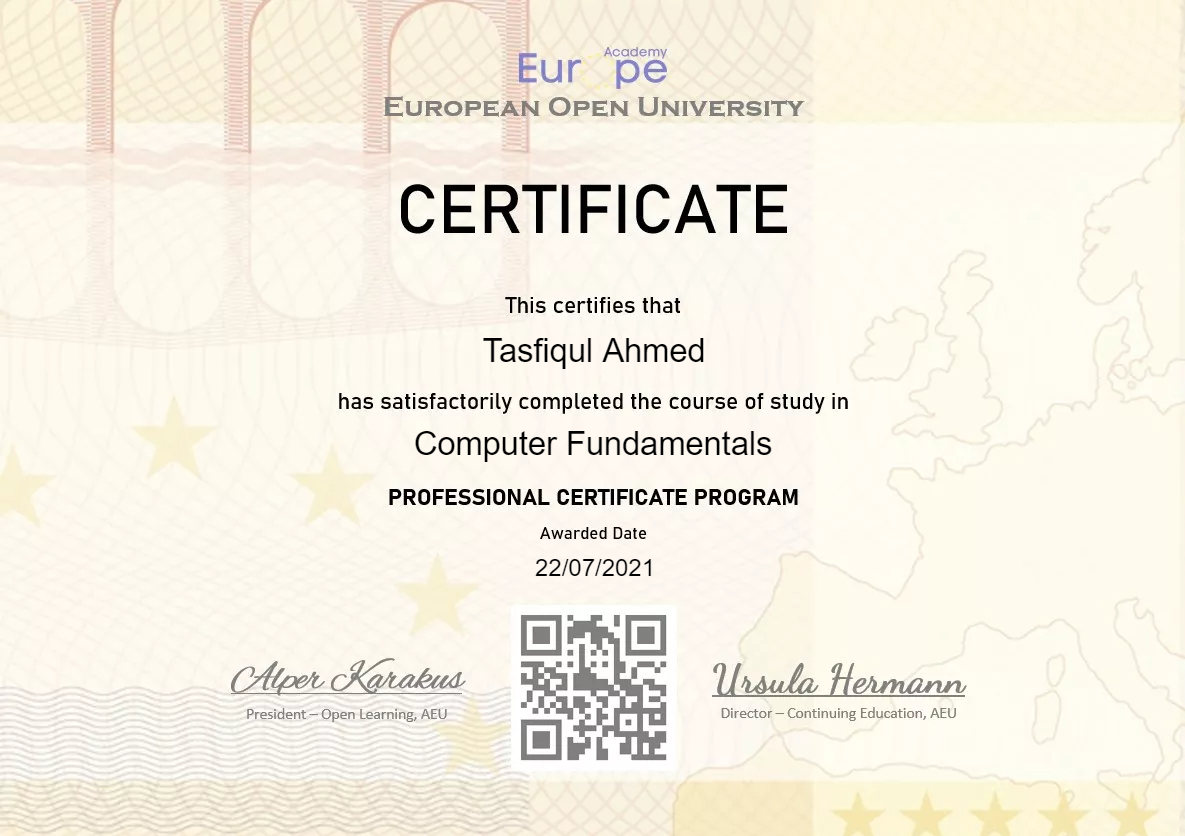 Academy
Europe
EUROPEAN OPEN UNIVERSITY
CERTIFICATE
This certifies that
Tasfiqul Ahmed
has satisfactorily completed the course of study in
Computer Fundamentals
PROFESSIONAL CERTIFICATE PROGRAM
Awarded Date
22/07/2021
Alper Karakus
President – Open Learning, AEU
Ursula Hermann
Director – Continuing Education, AEU